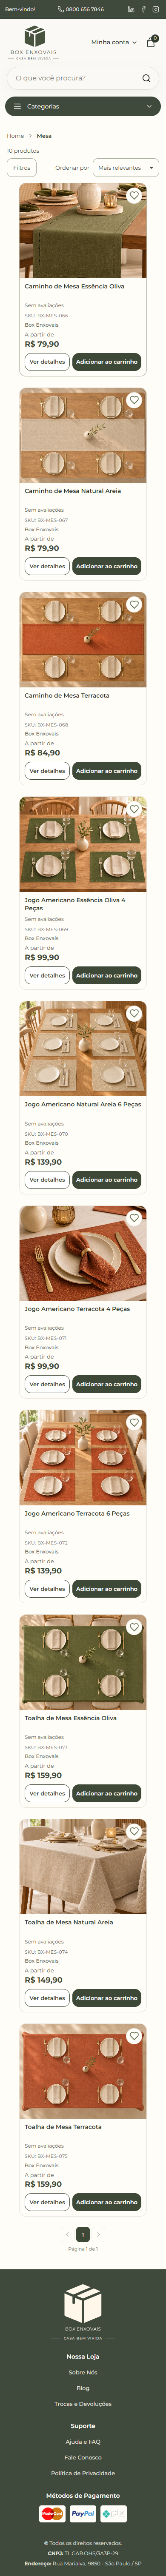 Bem-vindo!
0800 656 7846
BOX ENXOVAIS
CASA BEM VIVIDA
Minha conta
0
O que você procura?
Categorias
Home > Mesa
10 produtos
Filtros
Ordenar por
Mais relevantes
Caminho de Mesa Essência Oliva
Sem avaliações
SKU: BX-MES-066
Box Enxovais
A partir de
R$ 79,90
Ver detalhes
Adicionar ao carrinho
Caminho de Mesa Natural Areia
Sem avaliações
SKU: BX-MES-067
Box Enxovais
A partir de
R$ 79,90
Ver detalhes
Adicionar ao carrinho
Caminho de Mesa Terracota
Sem avaliações
SKU: BX-MES-068
Box Enxovais
A partir de
R$ 84,90
Ver detalhes
Adicionar ao carrinho
Jogo Americano Essência Oliva 4
Peças
Sem avaliações
SKU: BX-MES-069
Box Enxovais
A partir de
R$ 99,90
Ver detalhes
Adicionar ao carrinho
Jogo Americano Natural Areia 6 Peças
Sem avaliações
SKU: BX-MES-070
Box Enxovais
A partir de
R$ 139,90
Ver detalhes
Adicionar ao carrinho
Jogo Americano Terracota 4 Peças
Sem avaliações
SKU: BX-MES-071
Box Enxovais
A partir de
R$ 99,90
Ver detalhes
Adicionar ao carrinho
Jogo Americano Terracota 6 Peças
Sem avaliações
SKU: BX-MES-072
Box Enxovais
A partir de
R$ 139,90
Ver detalhes
Adicionar ao carrinho
Toalha de Mesa Essência Oliva
Sem avaliações
SKU: BX-MES-073
Box Enxovais
A partir de
R$ 159,90
Ver detalhes
Adicionar ao carrinho
Toalha de Mesa Natural Areia
Sem avaliações
SKU: BX-MES-074
Box Enxovais
A partir de
R$ 149,90
Ver detalhes
Adicionar ao carrinho
Toalha de Mesa Terracota
Sem avaliações
SKU: BX-MES-075
Box Enxovais
A partir de
R$ 159,90
Ver detalhes
Adicionar ao carrinho
1
Página 1 de 1
BOX ENXOVAIS
CASA BEM VIVIDA
Nossa Loja
Sobre Nós
Blog
Trocas e Devoluções
Suporte
Ajuda e FAQ
Fale Conosco
Política de Privacidade
Métodos de Pagamento
MasterCard
PayPal
pix
© Todos os direitos reservados.
CNPJ: TL.GAR.OHS/3A3P-29
Endereço: Rua Marialva, 9850 - São Paulo / SP